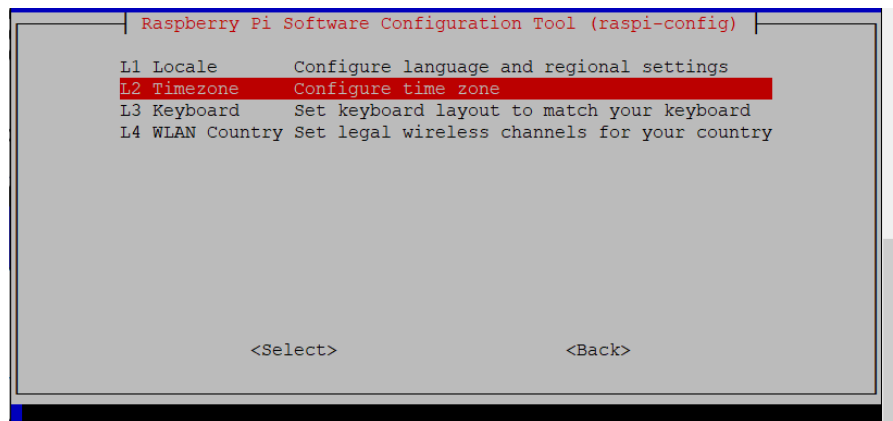 Raspberry Pi Software Configuration Tool (raspi-config)
L1 Locale Configure language and regional settings
L2 Timezone Configure time zone
L3 Keyboard Set keyboard layout to match your keyboard
L4 WLAN Country Set legal wireless channels for your country
<Select> <Back>